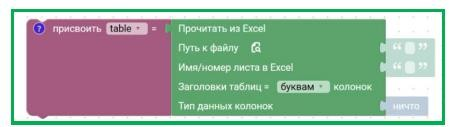 ? присвоить table = Прочитать из Excel
Путь к файлу “ ”
Имя/номер листа в Excel “ ”
Заголовки таблиц = буквам колонок
Тип данных колонок ничто